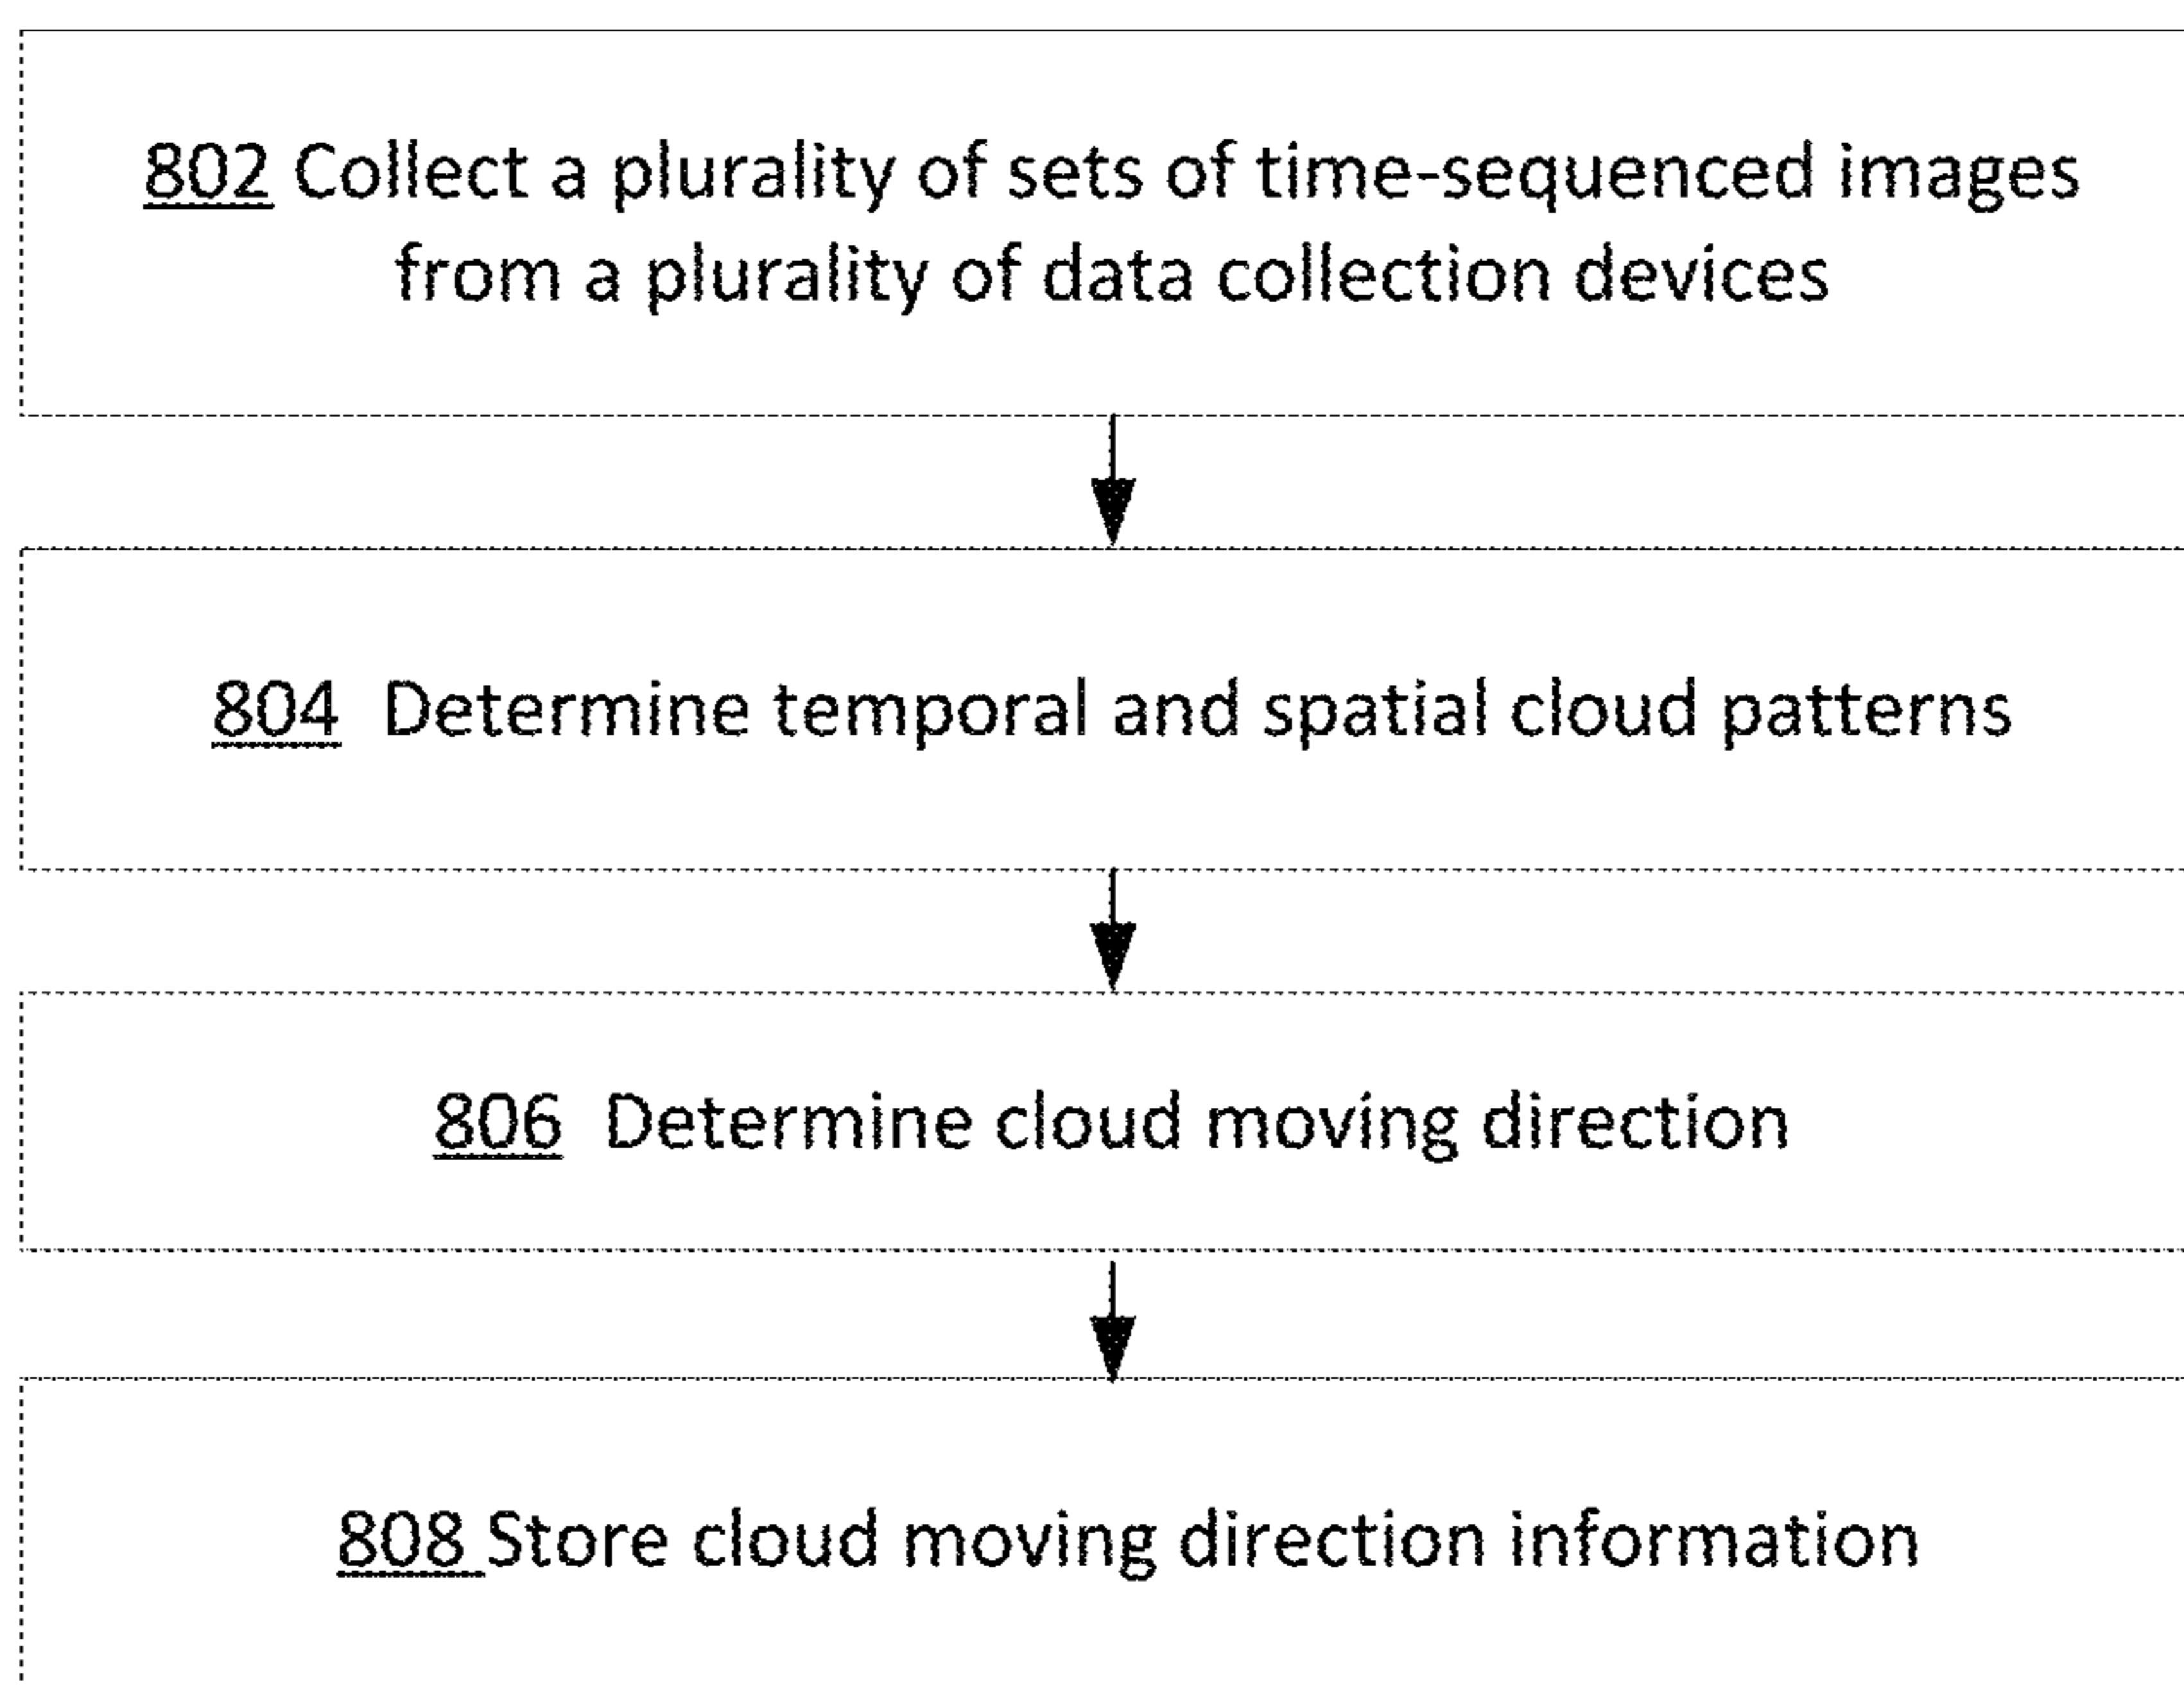 802 Collect a plurality of sets of time-sequenced images
from a plurality of data collection devices
804 Determine temporal and spatial cloud patterns
806 Determine cloud moving direction
808 Store cloud moving direction information